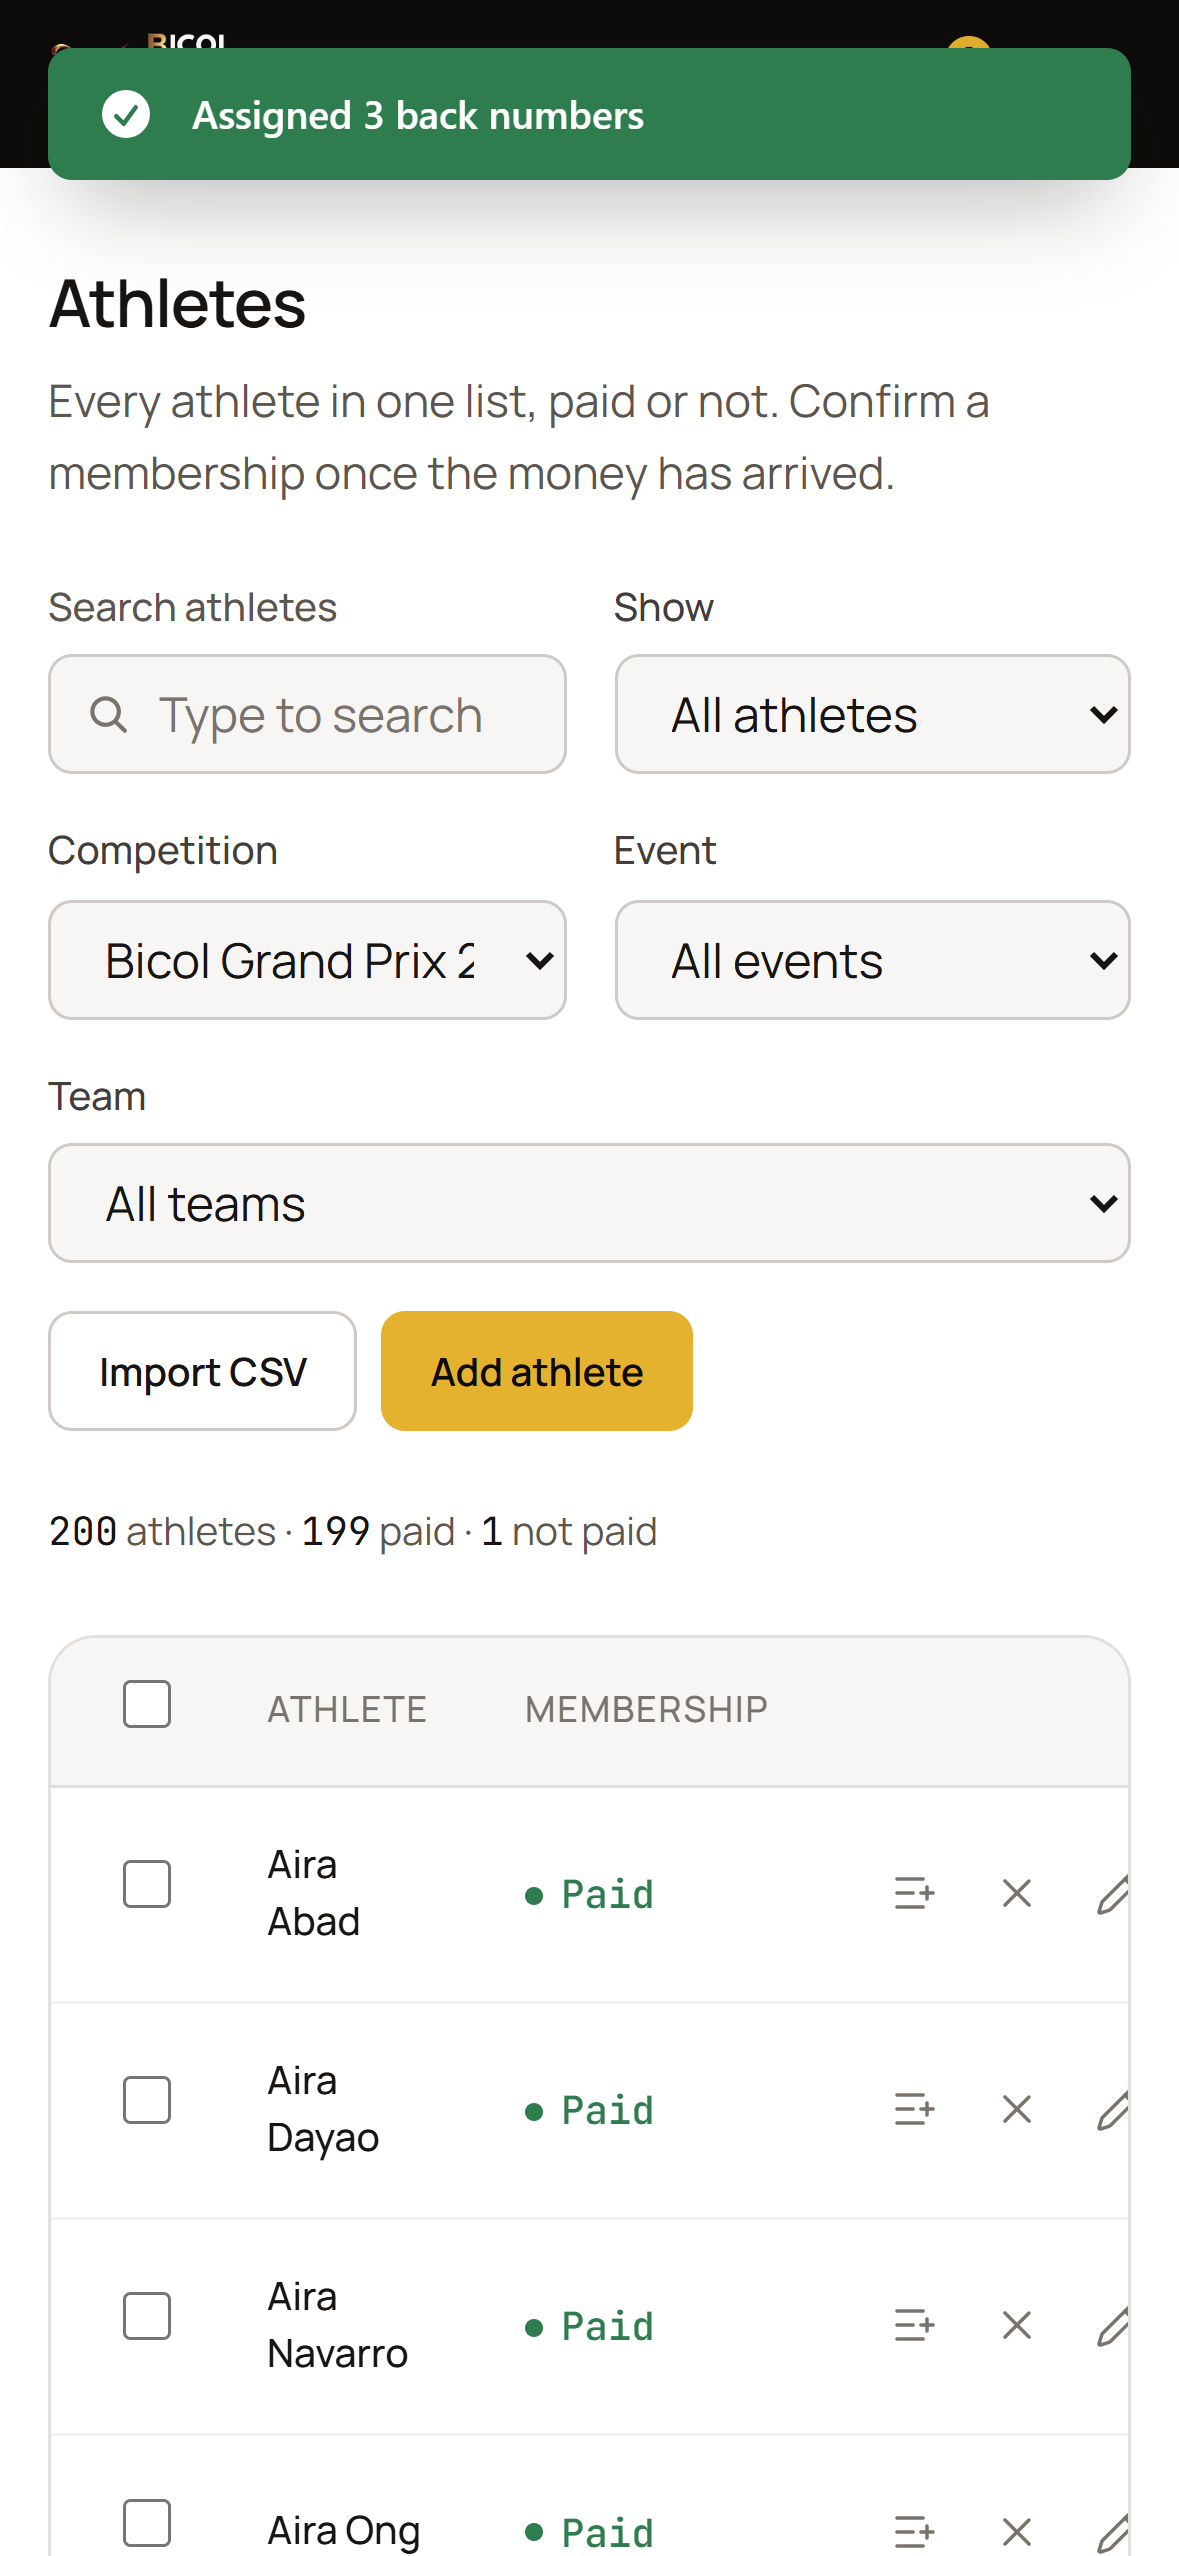 BICOL
Assigned 3 back numbers
Athletes
Every athlete in one list, paid or not. Confirm a
membership once the money has arrived.
Search athletes
Show
Type to search
All athletes
Competition
Event
Bicol Grand Prix 2
All events
Team
All teams
Import CSV
Add athlete
200 athletes · 199 paid · 1 not paid
ATHLETE
MEMBERSHIP
Aira
Abad
Paid
Aira
Dayao
Paid
Aira
Navarro
Paid
Aira Ong
Paid